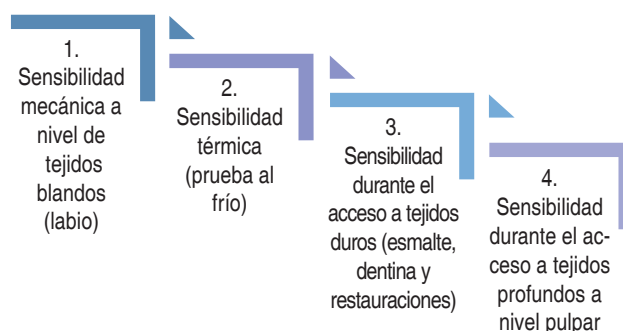 1.
Sensibilidad
mecánica a
nivel de
tejidos
blandos
(labio)
2.
Sensibilidad
térmica
(prueba al
frío)
3.
Sensibilidad
durante el
acceso a tejidos
duros (esmalte,
dentina y
restauraciones)
4.
Sensibilidad
durante el ac-
ceso a tejidos
profundos a
nivel pulpar